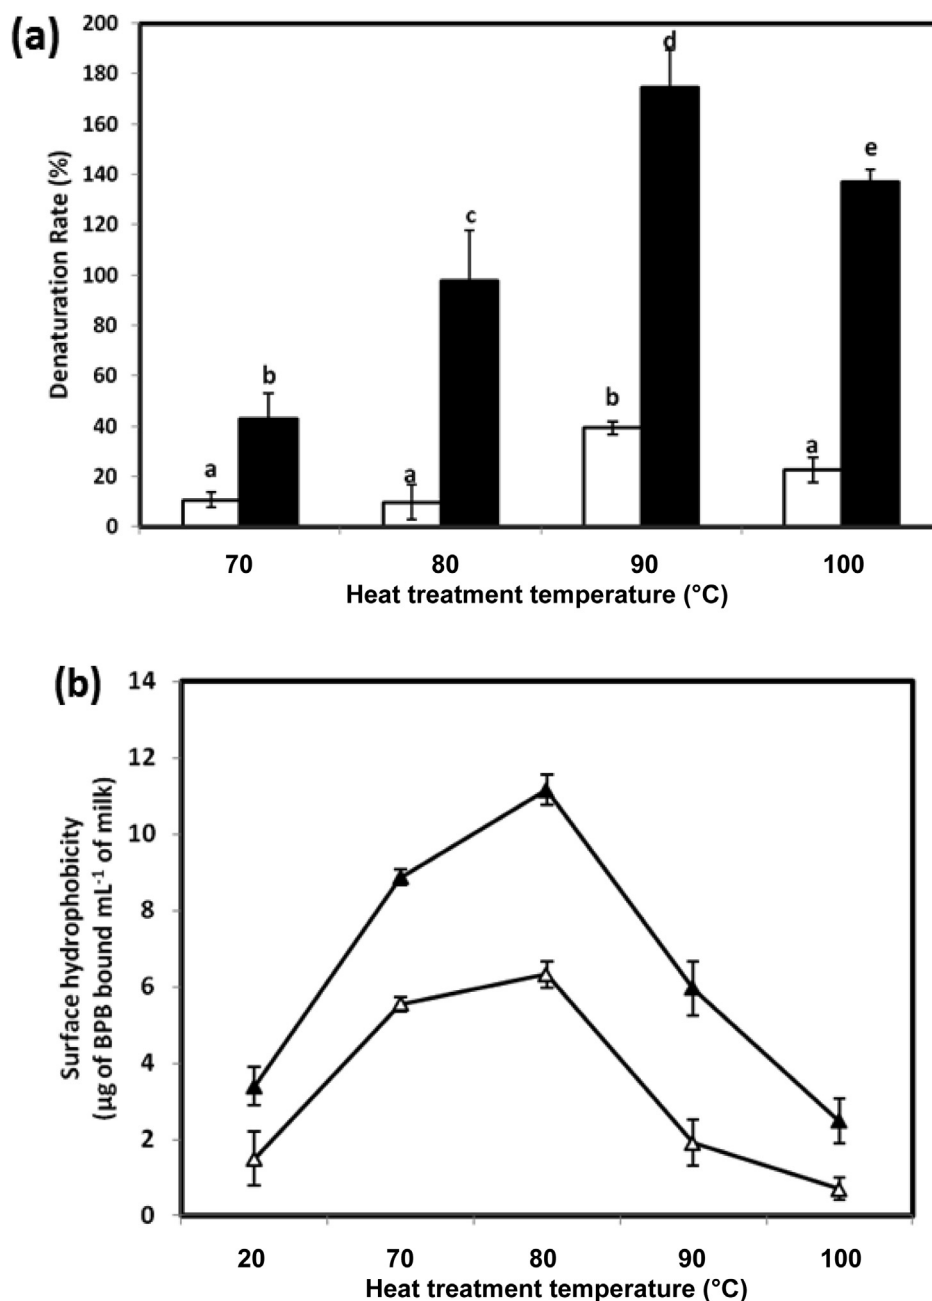 (a)
200
180
160
140
120
100
80
60
40
20
0
Denaturation Rate (%)
a
b
a
c
b
d
a
e
70 80 90 100
Heat treatment temperature (°C)
(b)
14
12
10
8
6
4
2
0
Surface hydrophobicity
(µg of BPB bound mL-1 of miilk)
20 70 80 90 100
Heat treatment temperature (°C)